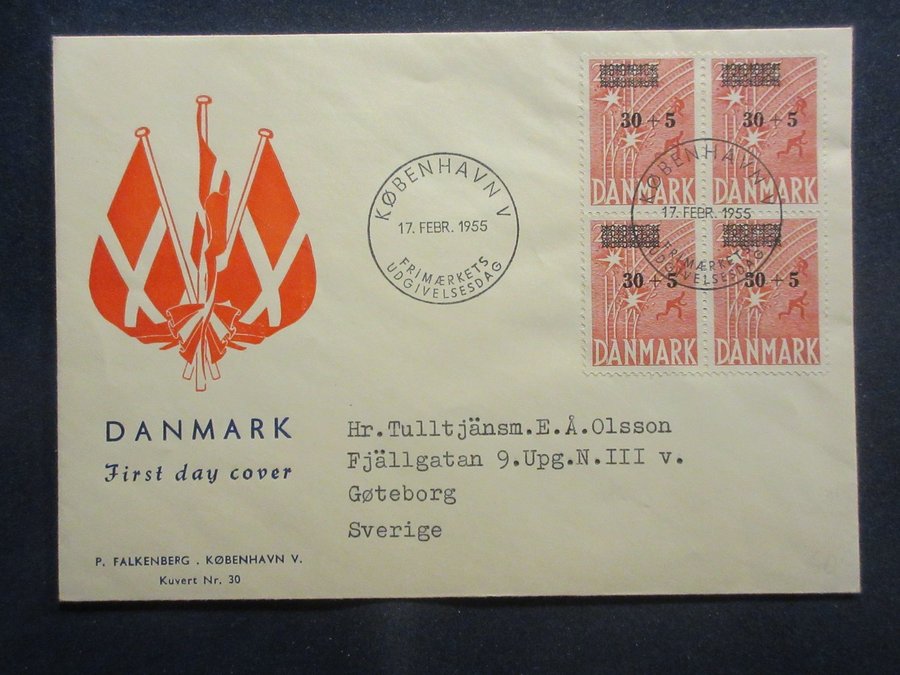 KØBENHAVN V
17. FEBR. 1955
FRIMÆRKETS
UDGIVELSESDAG
30 + 5
30 + 5
DANMARK
DANMARK
KØBENHAVN V
17. FEBR. 1955
FRIMÆRKETS
UDGIVELSESDAG
30 + 5
30 + 5
DANMARK
DANMARK
DANMARK
First day cover
P. FALKENBERG . KØBENHAVN V.
Kuvert Nr. 30
Hr.Tulltjänsm.E.Å.Olsson
Fjällgatan 9.Upg.N.III v.
Gøteborg
Sverige